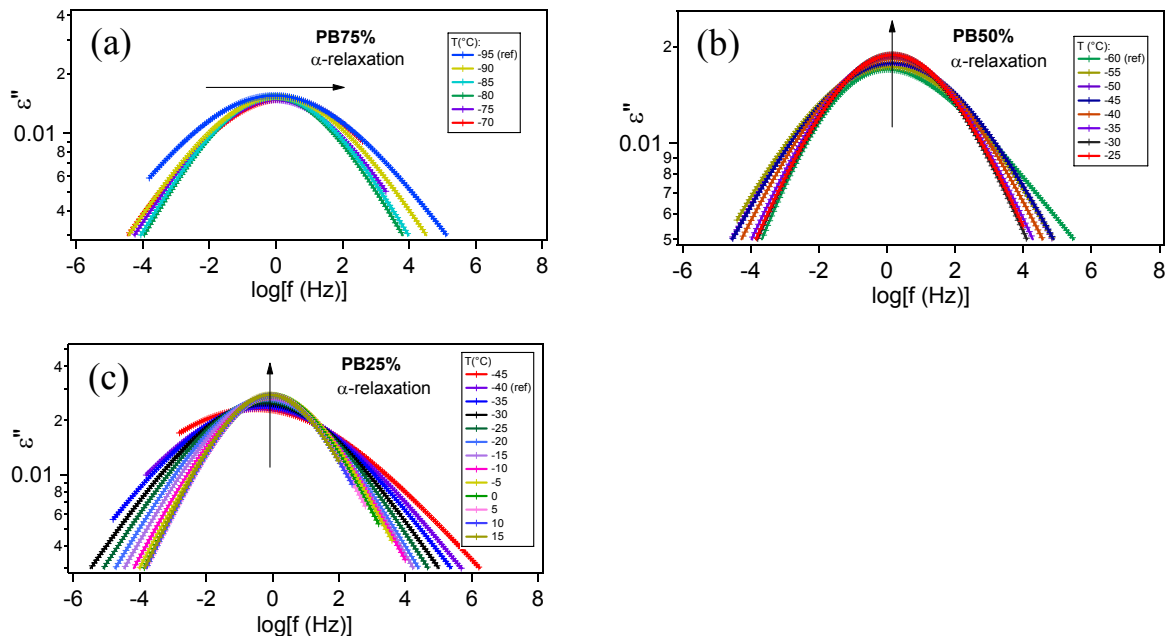 (a)
PB75%
α-relaxation
T(°C):
-95 (ref)
-90
-85
-80
-75
-70
ε''
4
2
0.01
8
6
4
-6 -4 -2 0 2 4 6 8
log[f (Hz)]
(b)
PB50%
α-relaxation
T (°C)
-60 (ref)
-55
-50
-45
-40
-35
-30
-25
ε''
2
0.01
9
8
7
6
5
-6 -4 -2 0 2 4 6 8
log[f (Hz)]
(c)
PB25%
α-relaxation
T(°C)
-45
-40 (ref)
-35
-30
-25
-20
-15
-10
-5
0
5
10
15
ε''
4
2
0.01
8
6
4
-6 -4 -2 0 2 4 6 8
log[f (Hz)]